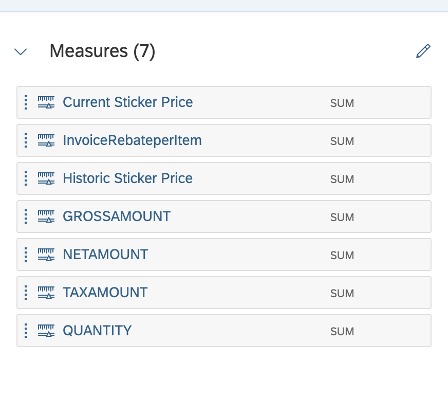 Measures (7)
Current Sticker Price SUM
InvoiceRebateperItem SUM
Historic Sticker Price SUM
GROSSAMOUNT SUM
NETAMOUNT SUM
TAXAMOUNT SUM
QUANTITY SUM